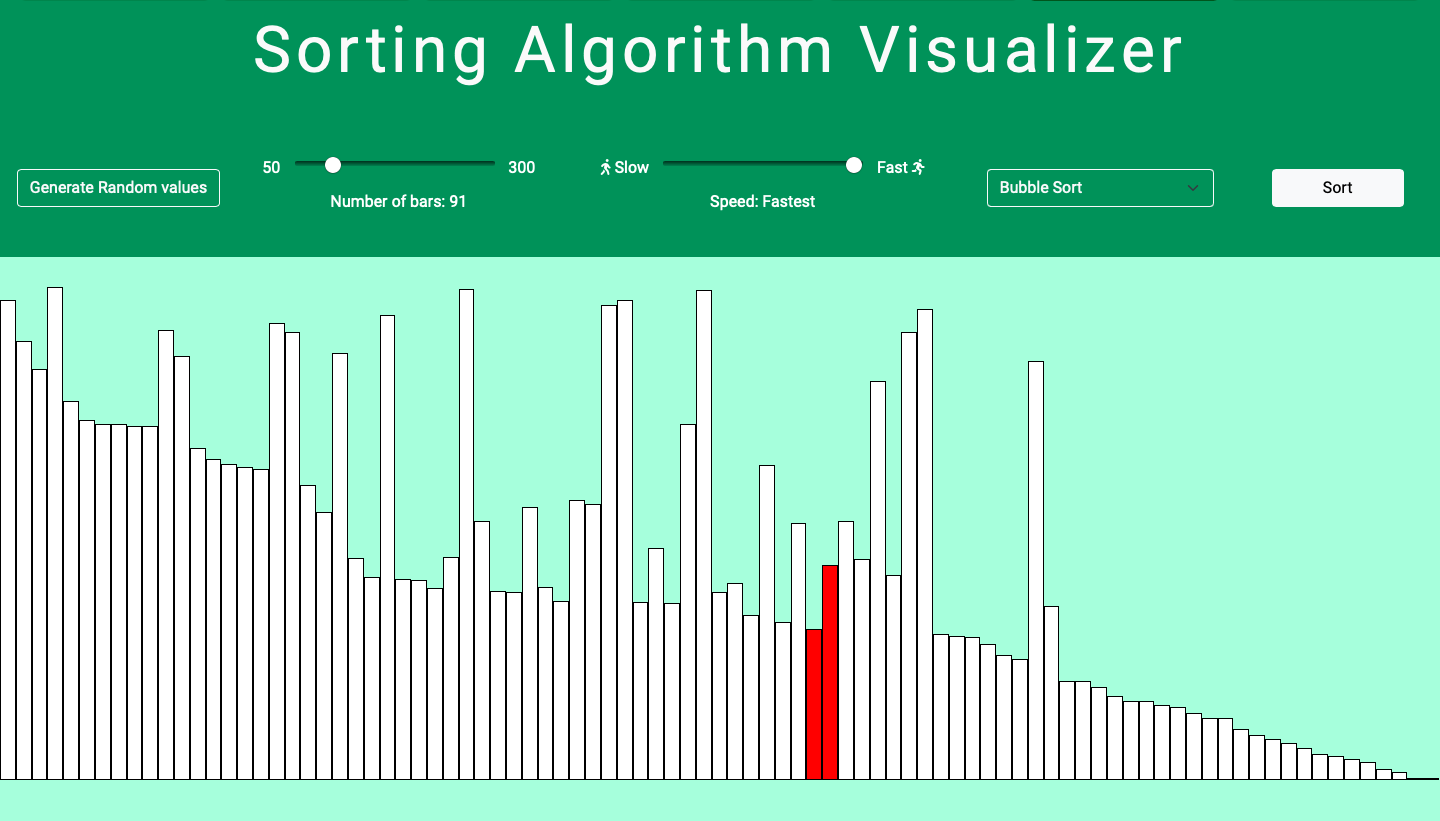 Sorting Algorithm Visualizer
Generate Random values
50
300
Number of bars: 91
Slow
Fast
Speed: Fastest
Bubble Sort
Sort